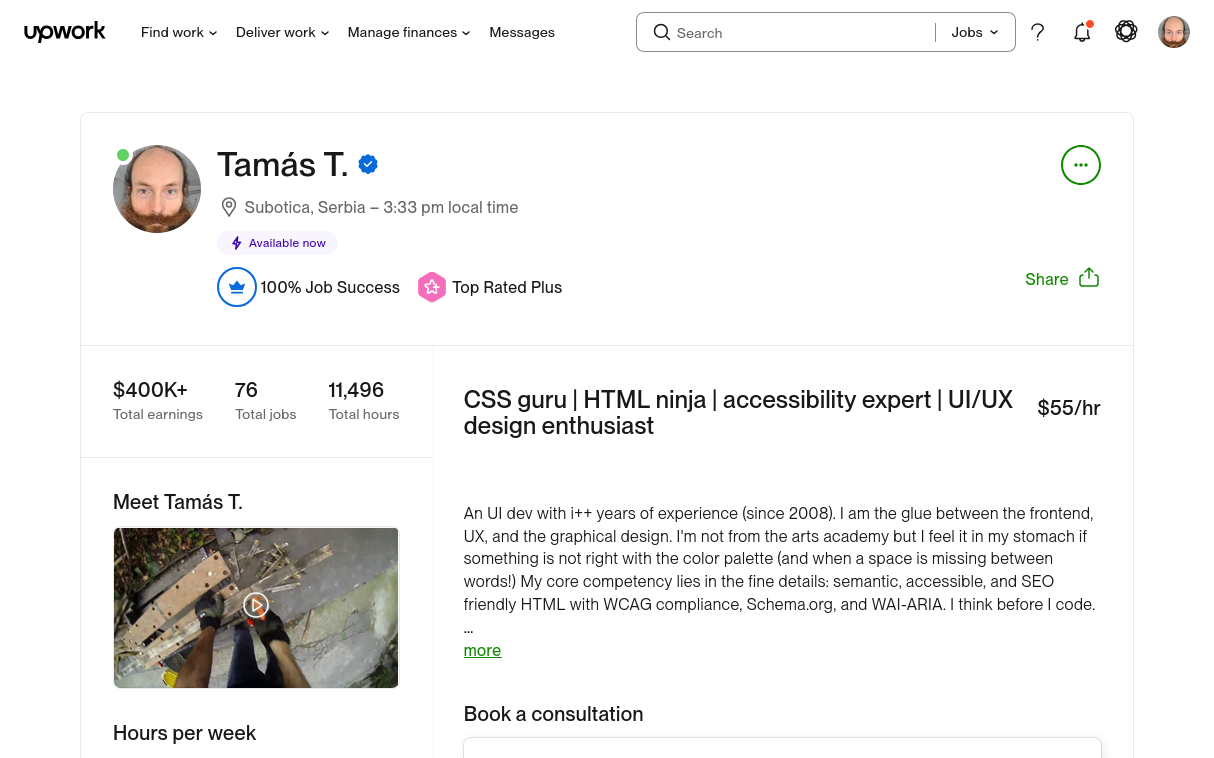 upwork Find work Deliver work Manage finances Messages Search Jobs
Tamás T.
Subotica, Serbia – 3:33 pm local time
Available now
100% Job Success Top Rated Plus
Share
$400K+ 76 11,496
Total earnings Total jobs Total hours
CSS guru | HTML ninja | accessibility expert | UI/UX
design enthusiast
$55/hr
Meet Tamás T.
An UI dev with i++ years of experience (since 2008). I am the glue between the frontend,
UX, and the graphical design. I'm not from the arts academy but I feel it in my stomach if
something is not right with the color palette (and when a space is missing between
words!) My core competency lies in the fine details: semantic, accessible, and SEO
friendly HTML with WCAG compliance, Schema.org, and WAI-ARIA. I think before I code.
...
more
Hours per week
Book a consultation